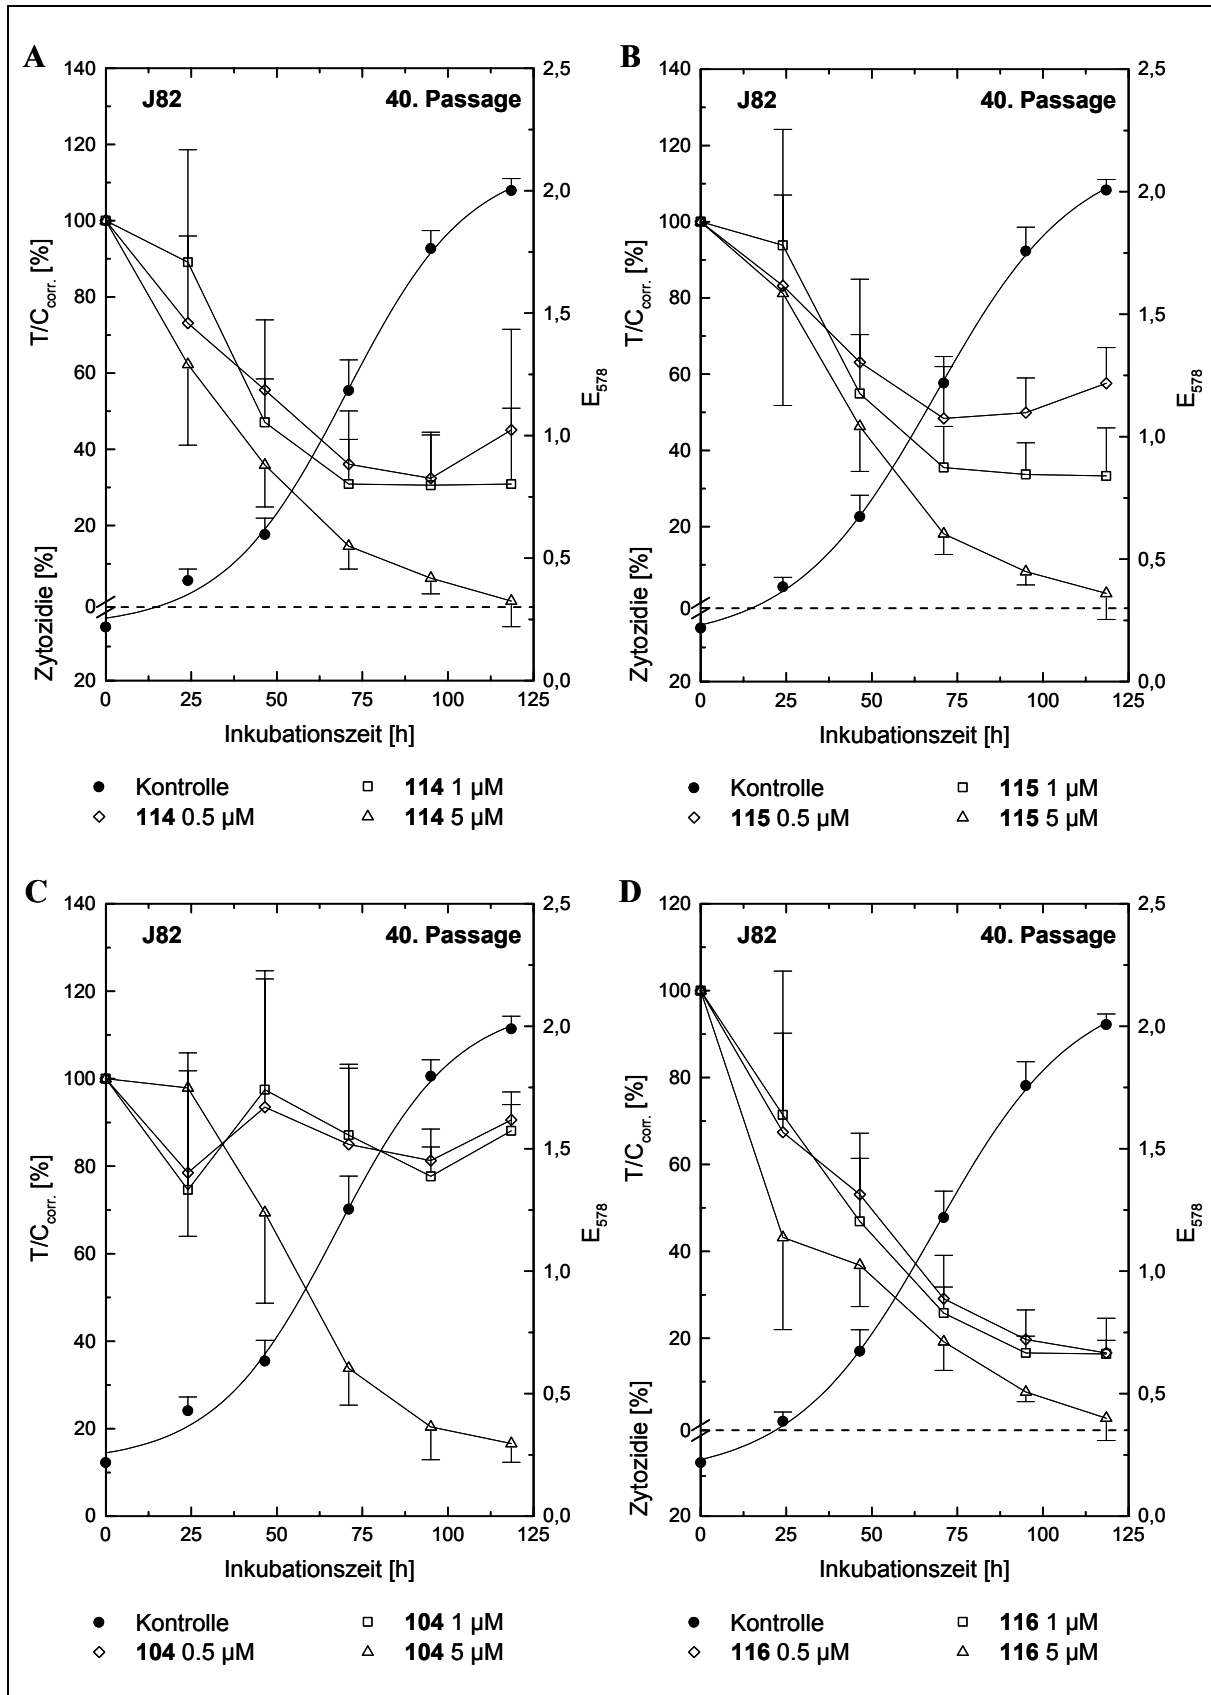 A
J82 40. Passage
140
120
100
80
60
40
20
0
20
T/Ccorr. [%]
Zytozidie [%]
2,5
2,0
1,5
1,0
0,5
0,0
E578
0 25 50 75 100 125
Inkubationszeit [h]
Kontrolle 114 1 µM
114 0.5 µM 114 5 µM
B
J82 40. Passage
140
120
100
80
60
40
20
0
20
T/Ccorr. [%]
Zytozidie [%]
2,5
2,0
1,5
1,0
0,5
0,0
E578
0 25 50 75 100 125
Inkubationszeit [h]
Kontrolle 115 1 µM
115 0.5 µM 115 5 µM
C
J82 40. Passage
140
120
100
80
60
40
20
0
T/Ccorr. [%]
2,5
2,0
1,5
1,0
0,5
0,0
E578
0 25 50 75 100 125
Inkubationszeit [h]
Kontrolle 104 1 µM
104 0.5 µM 104 5 µM
D
J82 40. Passage
120
100
80
60
40
20
0
20
T/Ccorr. [%]
Zytozidie [%]
2,5
2,0
1,5
1,0
0,5
0,0
E578
0 25 50 75 100 125
Inkubationszeit [h]
Kontrolle 116 1 µM
116 0.5 µM 116 5 µM